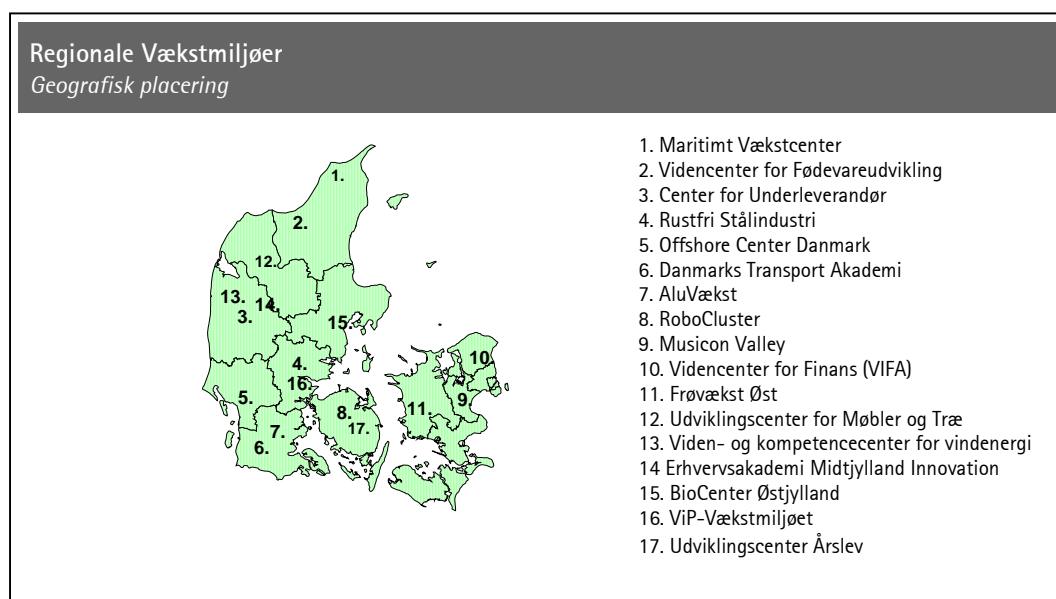 Regionale Vækstmiljøer
Geografisk placering
1.
2.
12.
13.
14.
3.
15.
4.
16.
5.
7.
6.
8.
17.
10.
9.
11.
1. Maritimt Vækstcenter
2. Videncenter for Fødevareudvikling
3. Center for Underleverandør
4. Rustfri Stålindustri
5. Offshore Center Danmark
6. Danmarks Transport Akademi
7. AluVækst
8. RoboCluster
9. Musicon Valley
10. Videncenter for Finans (VIFA)
11. Frøvækst Øst
12. Udviklingscenter for Møbler og Træ
13. Viden- og kompetencecenter for vindenergi
14 Erhvervsakademi Midtjylland Innovation
15. BioCenter Østjylland
16. ViP-Vækstmiljøet
17. Udviklingscenter Årslev